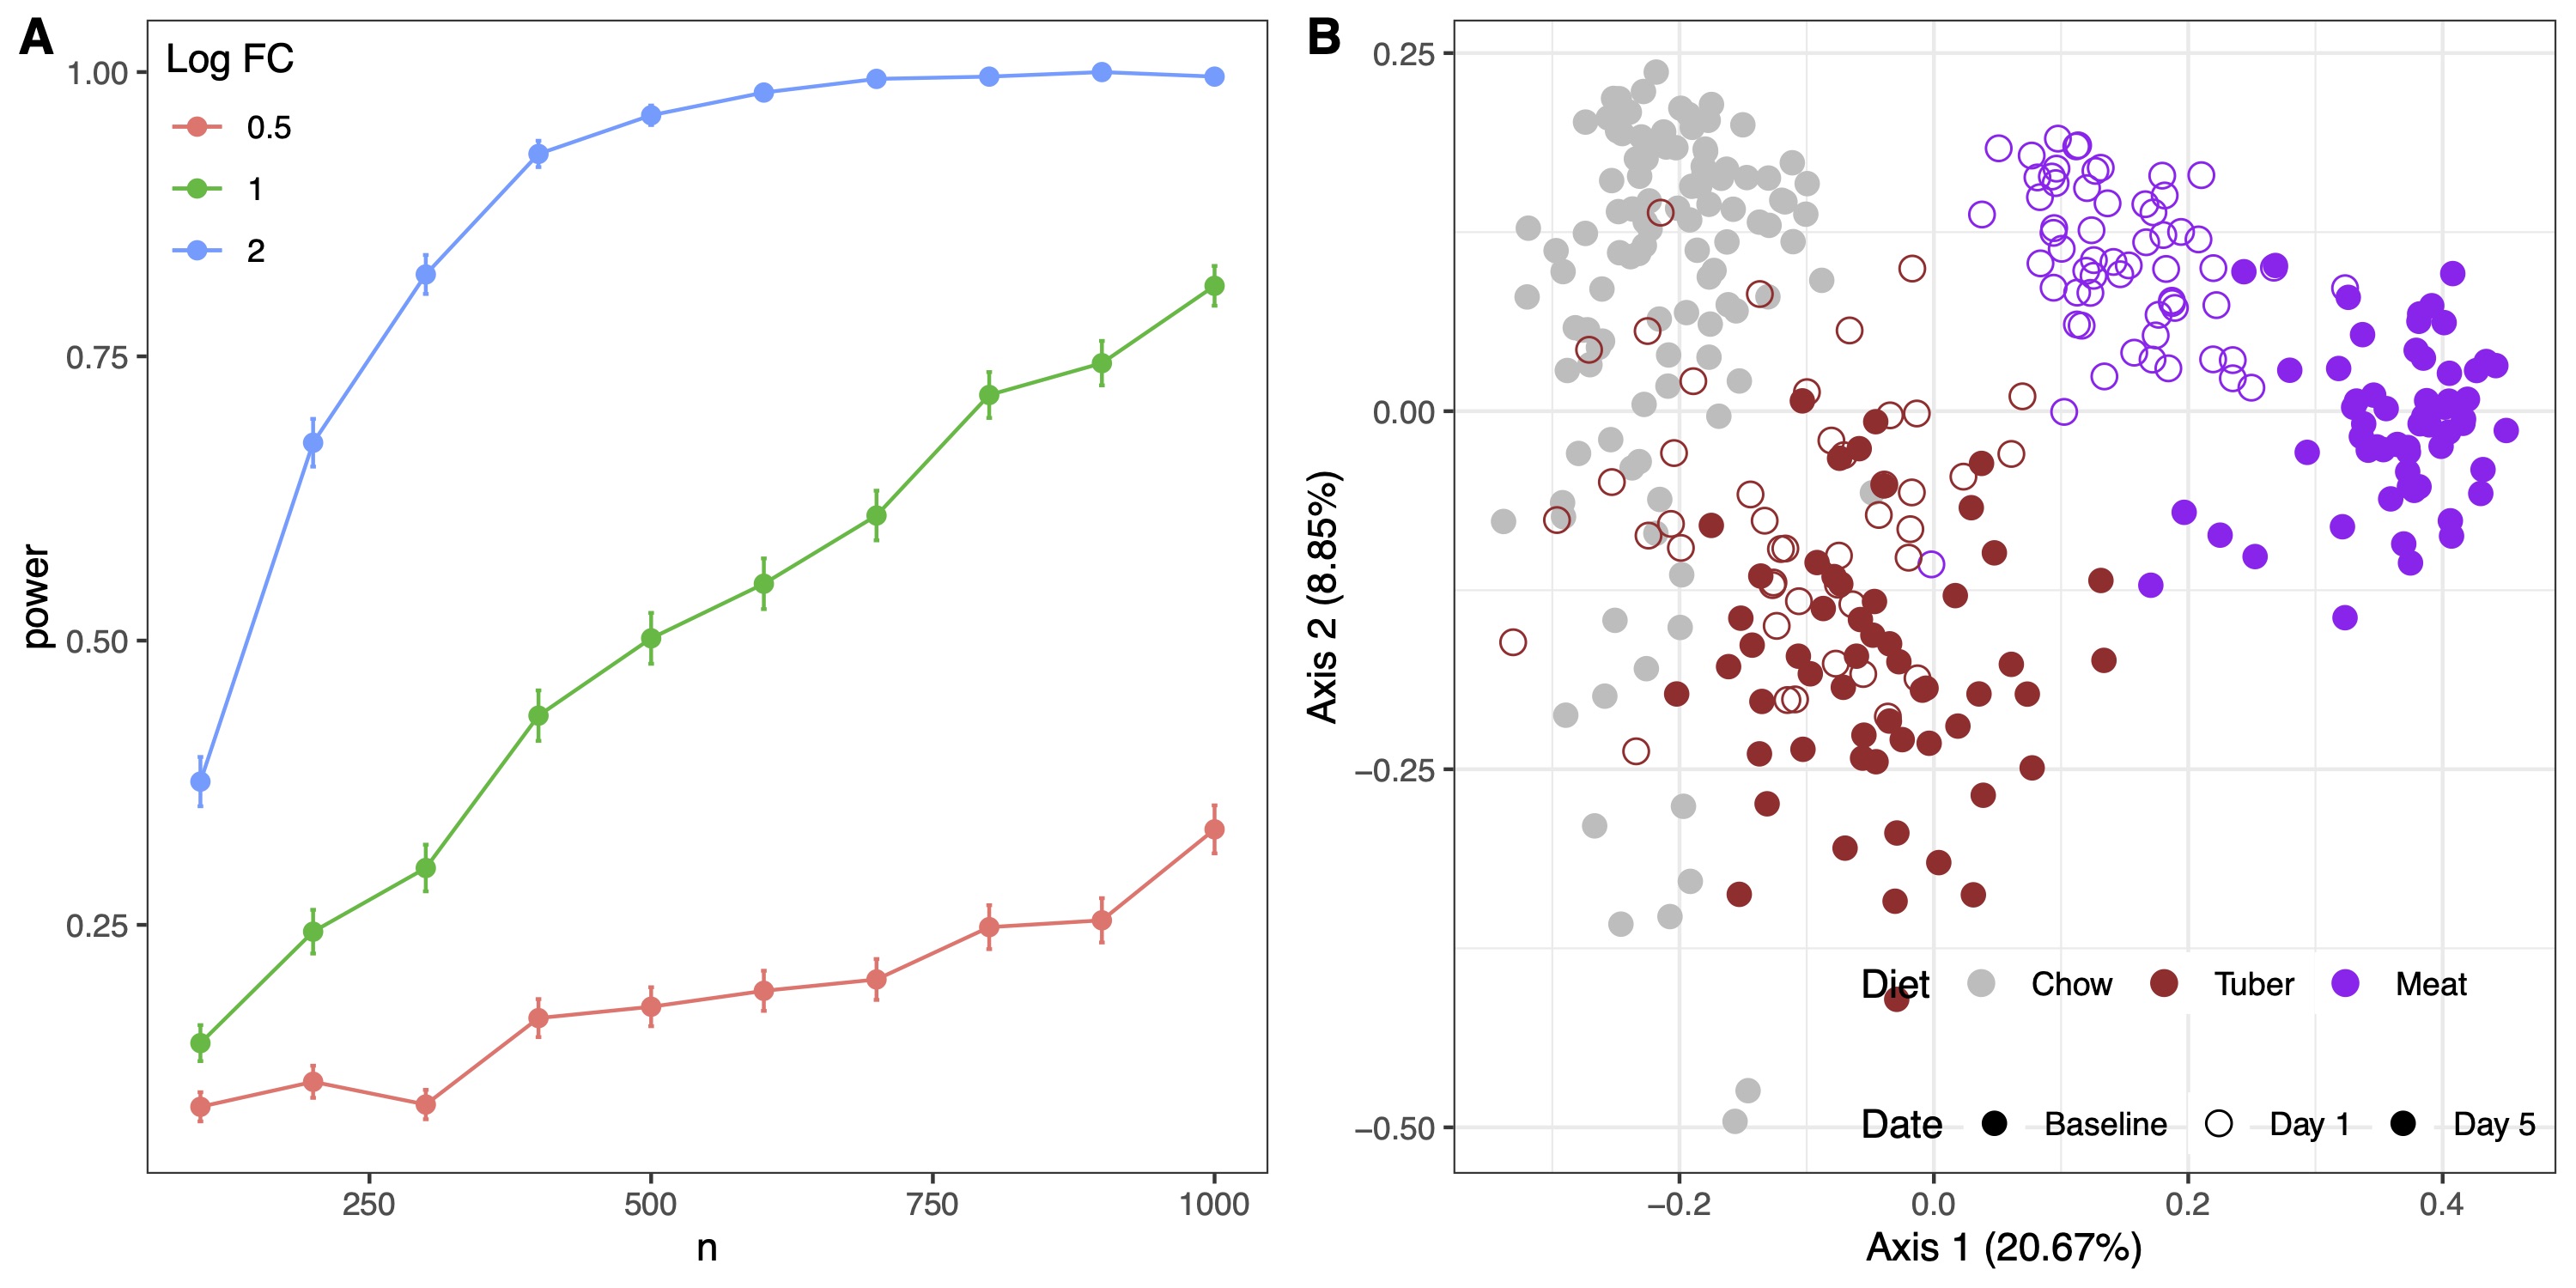 A
Log FC
0.5
1
2
1.00
0.75
0.50
0.25
power
250 500 750 1000
n
B
0.25
0.00
−0.25
−0.50
Axis 2 (8.85%)
Diet Chow Tuber Meat
Date Baseline Day 1 Day 5
−0.2 0.0 0.2 0.4
Axis 1 (20.67%)